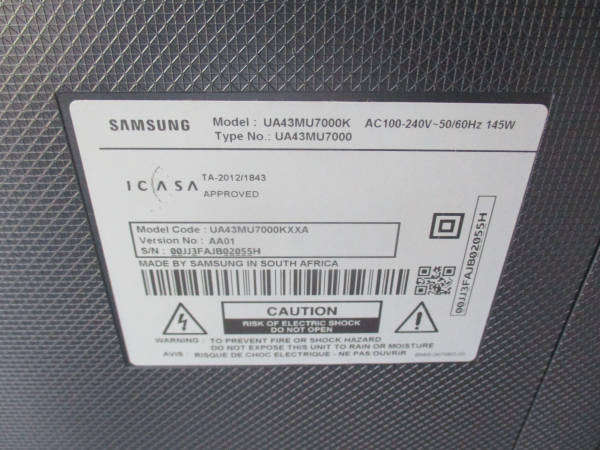 SAMSUNG Model : UA43MU7000K AC100-240V~50/60Hz 145W
Type No.: UA43MU7000
ICASA TA-2012/1843
APPROVED
Model Code : UA43MU7000KXXA
Version No : AA01
S/N : 00JJ3FAJB02055H
MADE BY SAMSUNG IN SOUTH AFRICA
00JJ3FAJB02055H
CAUTION
RISK OF ELECTRIC SHOCK
DO NOT OPEN
WARNING : TO PREVENT FIRE OR SHOCK HAZARD
DO NOT EXPOSE THIS UNIT TO RAIN OR MOISTURE
AVIS : RISQUE DE CHOC ELECTRIQUE - NE PAS OUVRIR